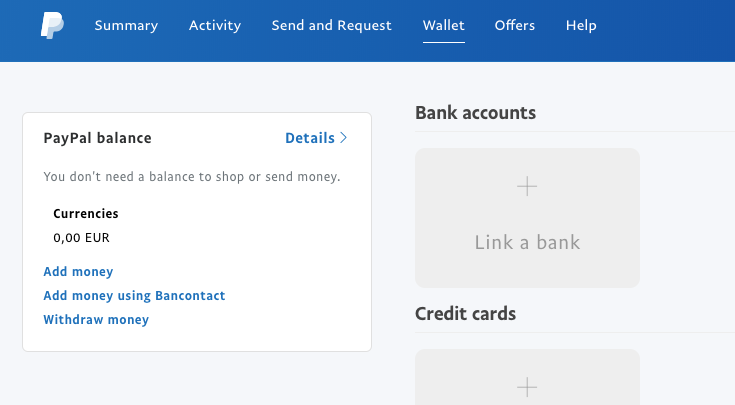 Summary Activity Send and Request Wallet Offers Help
PayPal balance Details
You don't need a balance to shop or send money.
Currencies
0,00 EUR
Add money
Add money using Bancontact
Withdraw money
Bank accounts
Link a bank
Credit cards